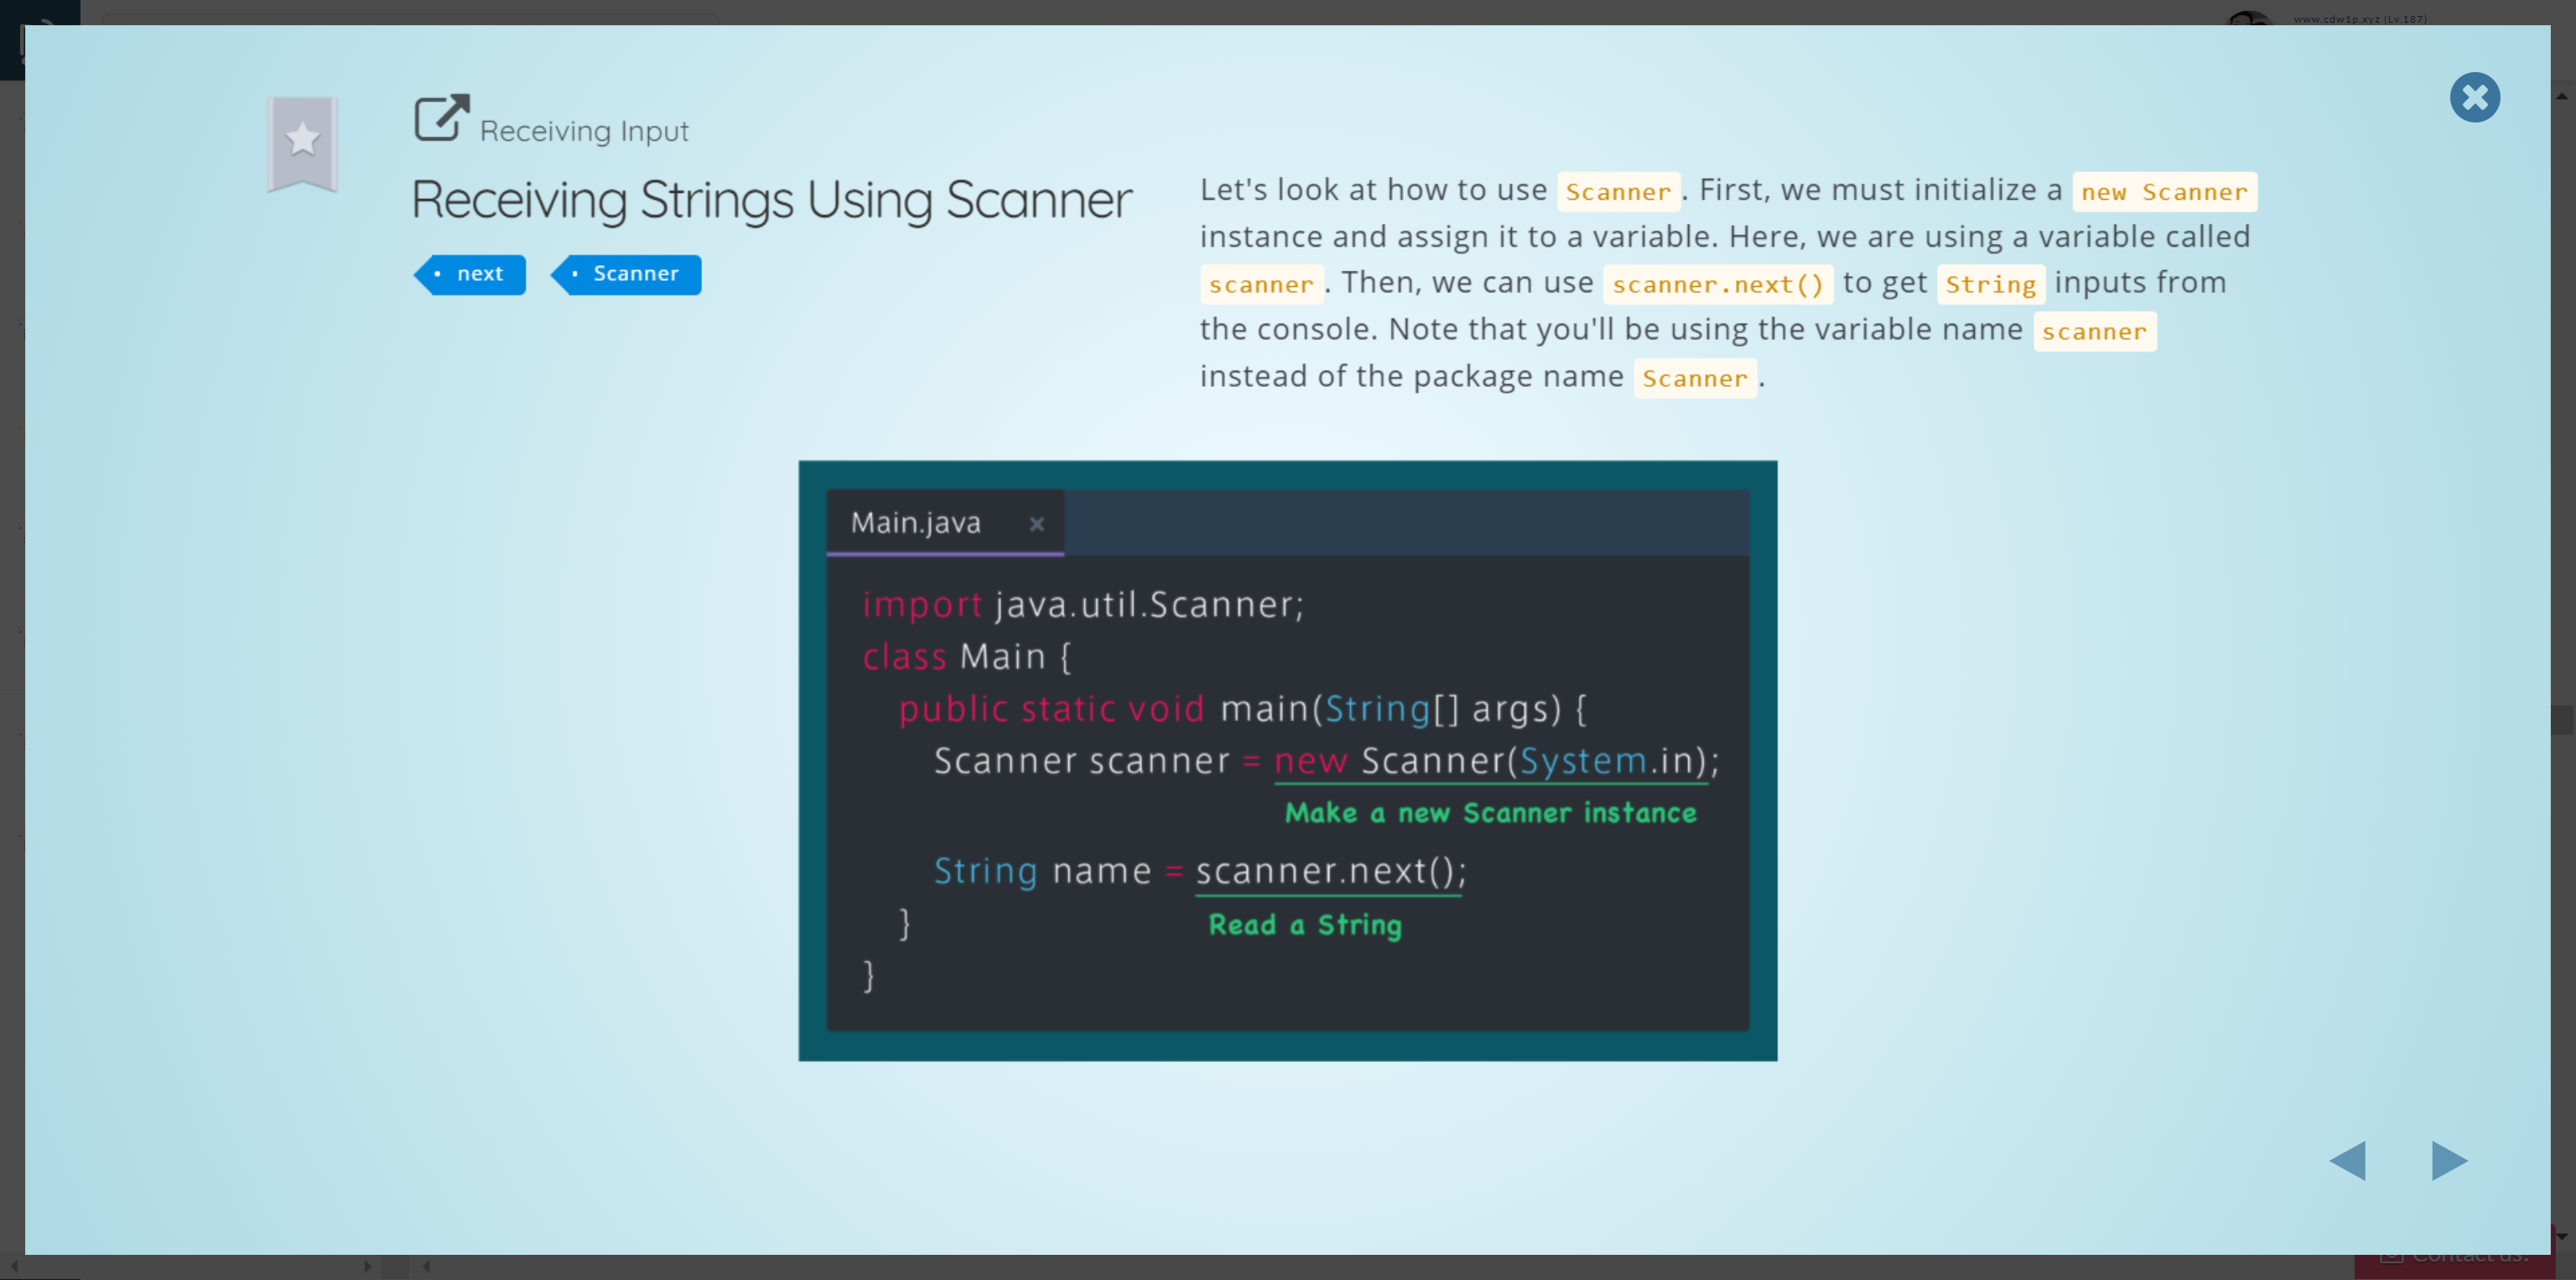 www.cdw1p.xyz (Lv.187)
Receiving Input
Receiving Strings Using Scanner
next Scanner
Let's look at how to use Scanner. First, we must initialize a new Scanner
instance and assign it to a variable. Here, we are using a variable called
scanner. Then, we can use scanner.next() to get String inputs from
the console. Note that you'll be using the variable name scanner
instead of the package name Scanner.
Main.java
import java.util.Scanner;
class Main {
public static void main(String[] args) {
Scanner scanner = new Scanner(System.in);
Make a new Scanner instance
String name = scanner.next();
}
Read a String
}
Contact us!